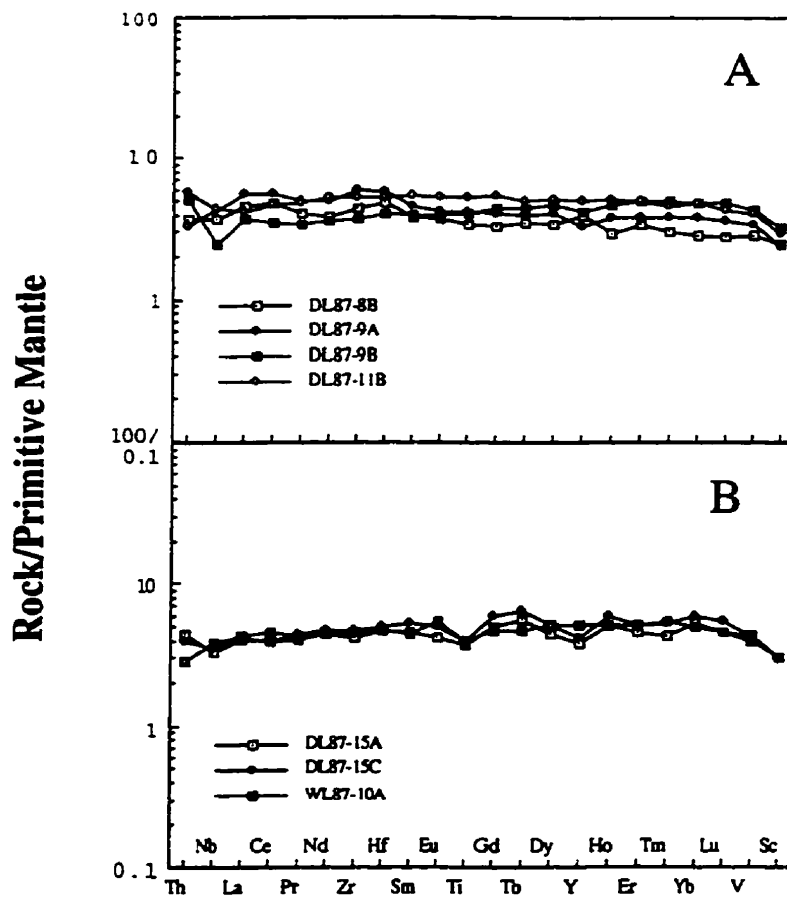 100
A
10
1
DL87-8B
DL87-9A
DL87-9B
DL87-11B
100/
0.1
Rock/Primitive Mantle
B
10
1
DL87-15A
DL87-15C
WL87-10A
0.1
Nb Ce Nd Hf Eu Gd Dy Ho Tm Lu Sc
Th La Pr Zr Sm Ti Tb Y Er Yb V